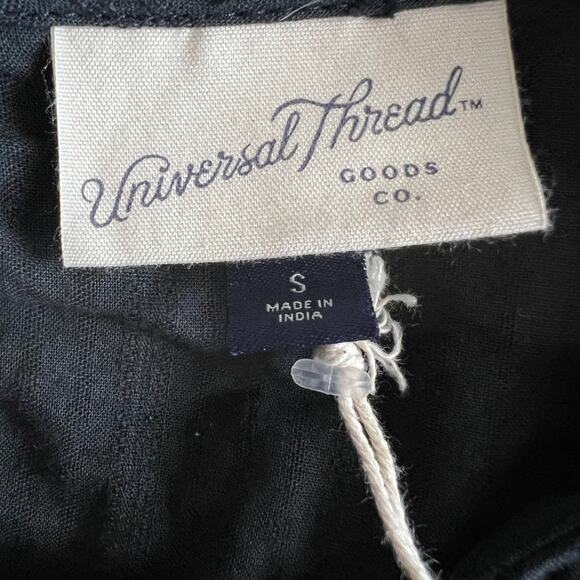 Universal Thread™
GOODS
CO.
S
MADE IN
INDIA